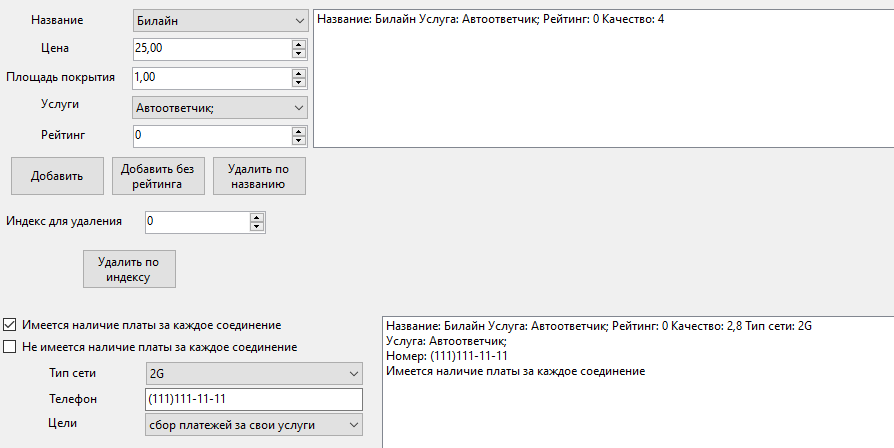 Название
Билайн
Цена
25,00
Площадь покрытия
1,00
Услуги
Автоответчик;
Рейтинг
0
Название: Билайн Услуга: Автоответчик; Рейтинг: 0 Качество: 4
Добавить
Добавить без
рейтинга
Удалить по
названию
Индекс для удаления
0
Удалить по
индексу
Имеется наличие платы за каждое соединение
Не имеется наличие платы за каждое соединение
Тип сети
2G
Телефон
(111)111-11-11
Цели
сбор платежей за свои услуги
Название: Билайн Услуга: Автоответчик; Рейтинг: 0 Качество: 2,8 Тип сети: 2G
Услуга: Автоответчик;
Номер: (111)111-11-11
Имеется наличие платы за каждое соединение